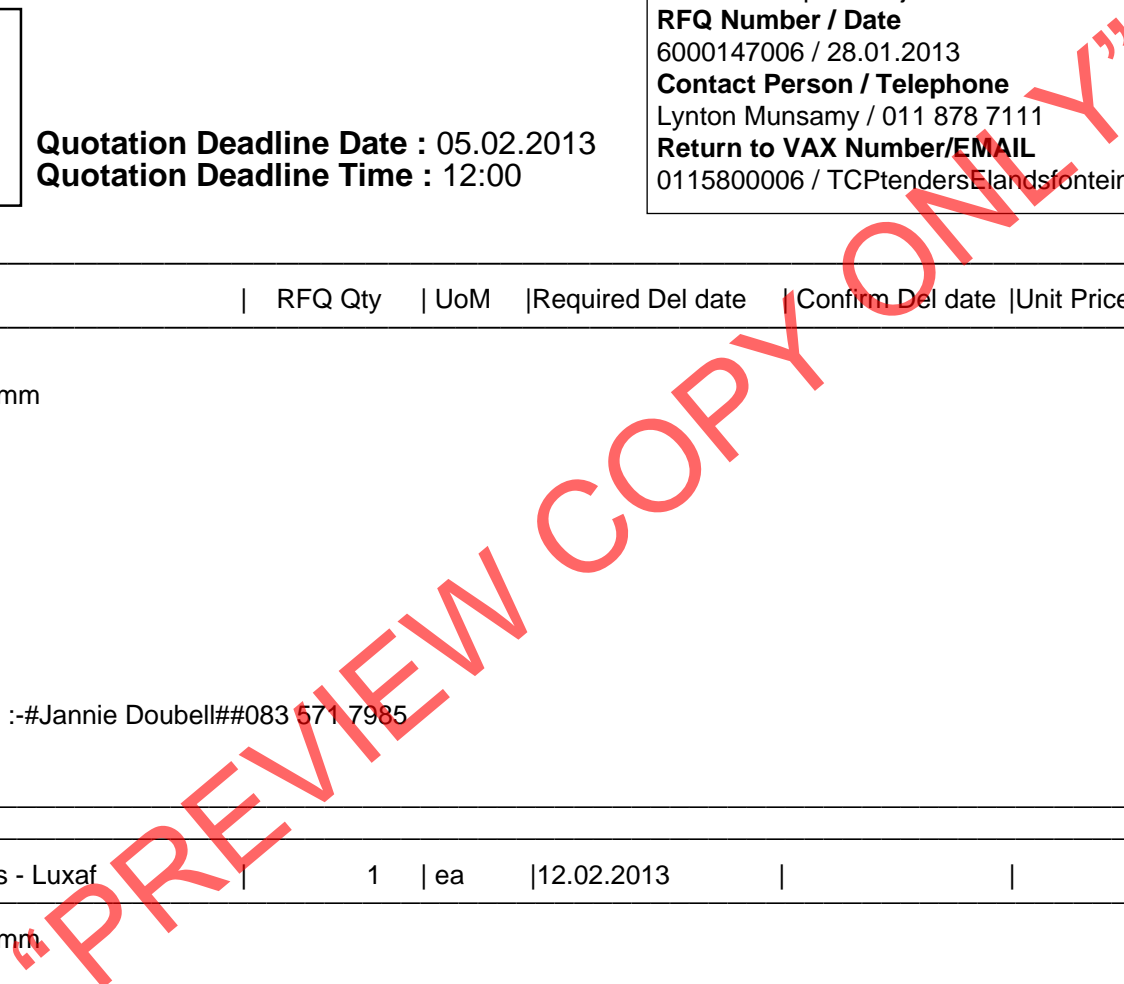 RFQ Number / Date
6000147006 / 28.01.2013
Contact Person / Telephone
Lynton Munsamy / 011 878 7111
Return to VAX Number/EMAIL
0115800006 / TCPtendersElandsfontein
Quotation Deadline Date : 05.02.2013
Quotation Deadline Time : 12:00
| RFQ Qty | UoM |Required Del date | Confirm Del date |Unit Price
mm
:-#Jannie Doubell##083 571 7985
s - Luxaf | 1 | ea |12.02.2013 | |
mm
“PREVIEW COPY ONLY”